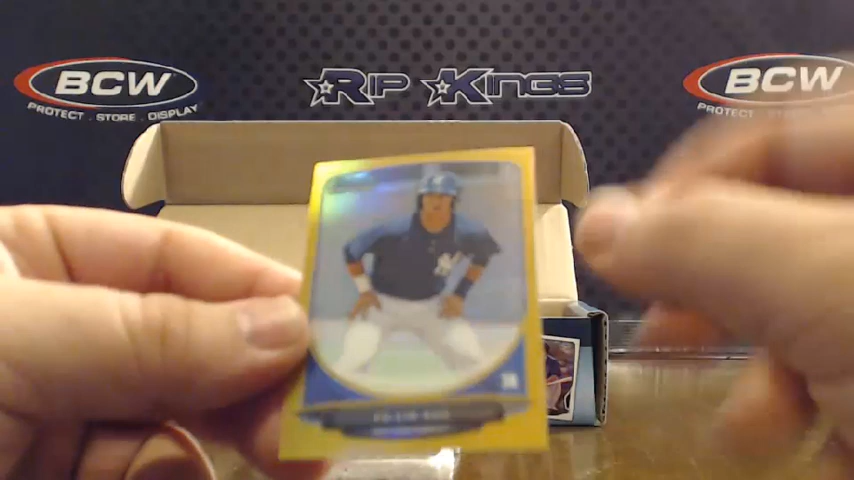 BCW
PROTECT . STORE . DISPLAY
RIP KINGS
BCW
PROTECT . STORE . DISPLAY